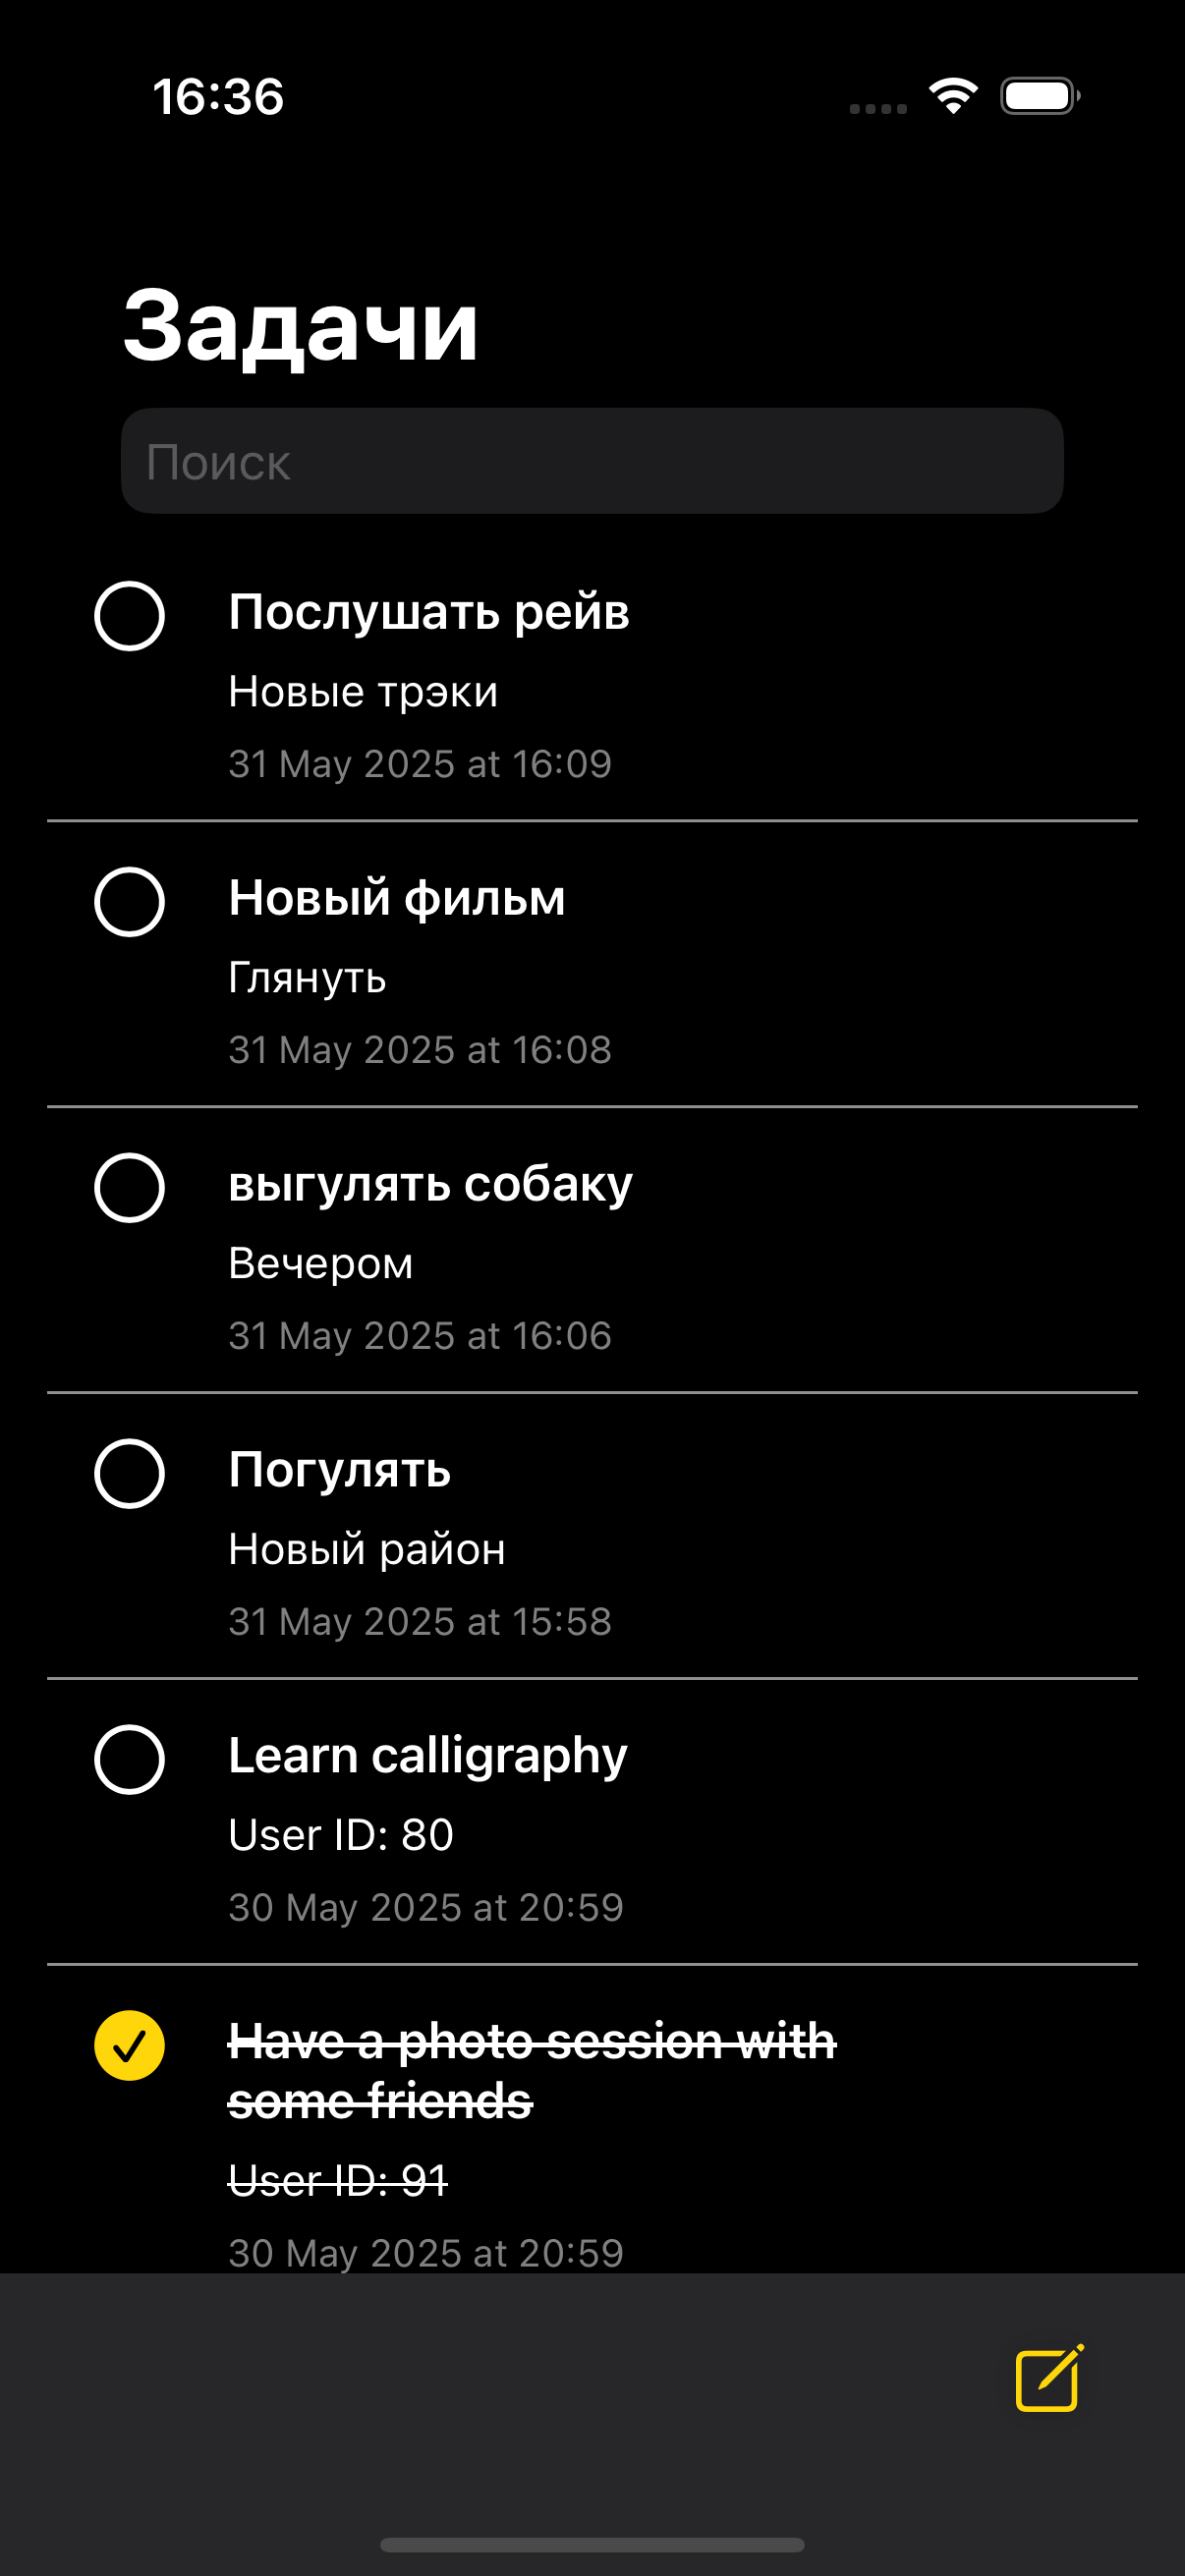 16:36
Задачи
Поиск
Послушать рейв
Новые трэки
31 May 2025 at 16:09
Новый фильм
Глянуть
31 May 2025 at 16:08
выгулять собаку
Вечером
31 May 2025 at 16:06
Погулять
Новый район
31 May 2025 at 15:58
Learn calligraphy
User ID: 80
30 May 2025 at 20:59
Have a photo session with
some friends
User ID: 91
30 May 2025 at 20:59